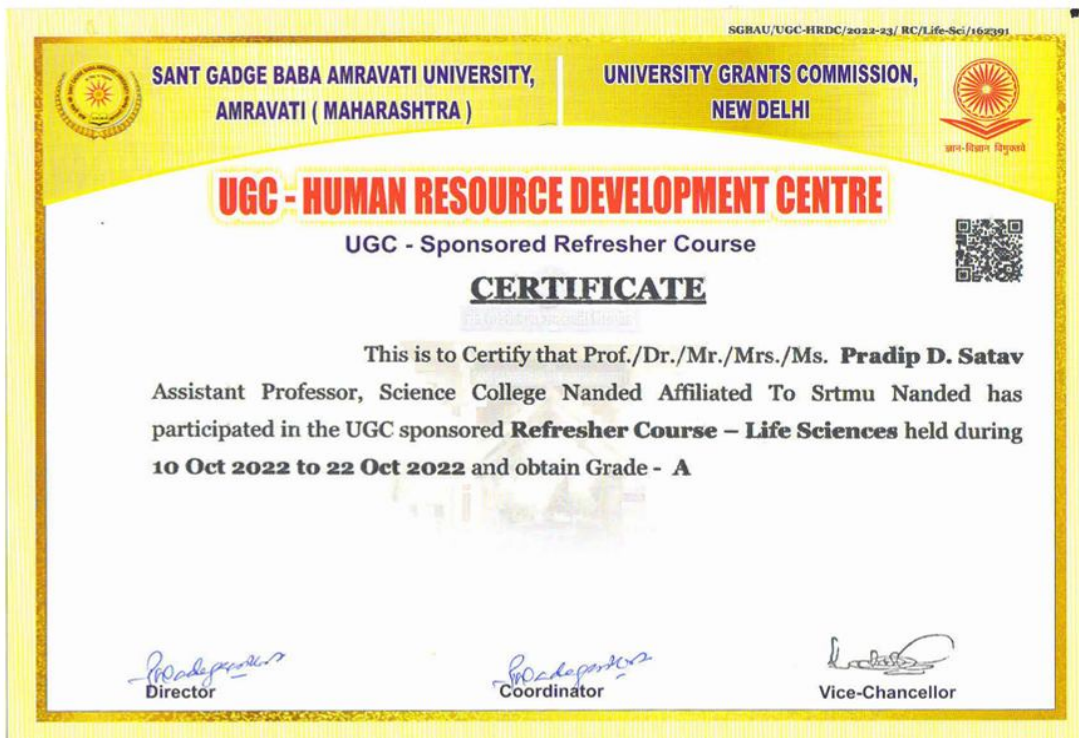 SGBAU/UGC-HRDC/2022-23/ RC/Life-Sci/162391
SANT GADGE BABA AMRAVATI UNIVERSITY,
AMRAVATI ( MAHARASHTRA )
UNIVERSITY GRANTS COMMISSION,
NEW DELHI
ज्ञान-विज्ञान विमुक्तये
UGC - HUMAN RESOURCE DEVELOPMENT CENTRE
UGC - Sponsored Refresher Course
CERTIFICATE
This is to Certify that Prof./Dr./Mr./Mrs./Ms. Pradip D. Satav
Assistant Professor, Science College Nanded Affiliated To Srtmu Nanded has
participated in the UGC sponsored Refresher Course – Life Sciences held during
10 Oct 2022 to 22 Oct 2022 and obtain Grade - A
Director
Coordinator
Vice-Chancellor